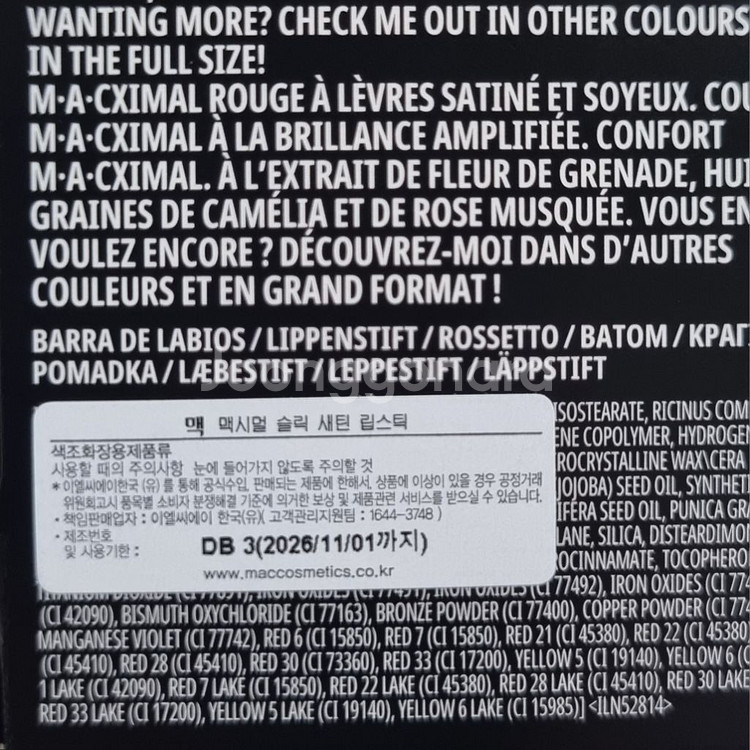 WANTING MORE? CHECK ME OUT IN OTHER COLOURS
IN THE FULL SIZE!
M·A·CXIMAL ROUGE À LÈVRES SATINÉ ET SOYEUX. COU
M·A·CXIMAL À LA BRILLANCE AMPLIFIÉE. CONFORT
M·A·CXIMAL. À L'EXTRAIT DE FLEUR DE GRENADE, HUI
GRAINES DE CAMÉLIA ET DE ROSE MUSQUÉE. VOUS EN
VOULEZ ENCORE ? DÉCOUVREZ-MOI DANS D'AUTRES
COULEURS ET EN GRAND FORMAT !
BARRA DE LABIOS / LIPPENSTIFT / ROSSETTO / BATOM / ΚΡΑΓ
POMADKA / LÆBESTIFT / LEPPESTIFT / LÄPPSTIFT
joonggonara
맥 맥시멀 슬릭 새틴 립스틱
색조화장용제품류
사용할 때의 주의사항 눈에 들어가지 않도록 주의할 것
* 이엘씨에이한국 (유)를 통해 공식수입, 판매되는 제품에 한해서, 상품에 이상이 있을 경우 공정거래
위원회고시 품목별 소비자 분쟁해결 기준에 의거한 보상 및 제품관련 서비스를 받으실 수 있습니다.
· 책임판매업자 : 이엘씨에이 한국(유)( 고객관리지원팀 : 1644-3748 )
· 제조번호
및 사용기한 : DB 3(2026/11/01까지)
www.maccosmetics.co.kr
ISOSTEARATE, RICINUS COM
ENE COPOLYMER, HYDROGEN
ROCRYSTALLINE WAX\CERA
(JOJOBA) SEED OIL, SYNTHETI
IFERA SEED OIL, PUNICA GRA
LANE, SILICA, DISTEARDIMO
OCINNAMATE, TOCOPHERO
TITANIUM DIOXIDE (CI 77891), IRON OXIDES (CI 77491), IRON OXIDES (CI 77492), IRON OXIDES (CI 77
(CI 42090), BISMUTH OXYCHLORIDE (CI 77163), BRONZE POWDER (CI 77400), COPPER POWDER (CI 77
MANGANESE VIOLET (CI 77742), RED 6 (CI 15850), RED 7 (CI 15850), RED 21 (CI 45380), RED 22 (CI 45380
(CI 45410), RED 28 (CI 45410), RED 30 (CI 73360), RED 33 (CI 17200), YELLOW 5 (CI 19140), YELLOW 6 (C
1 LAKE (CI 42090), RED 7 LAKE (CI 15850), RED 22 LAKE (CI 45380), RED 28 LAKE (CI 45410), RED 30 LAKE
RED 33 LAKE (CI 17200), YELLOW 5 LAKE (CI 19140), YELLOW 6 LAKE (CI 15985)] <ILN52814>